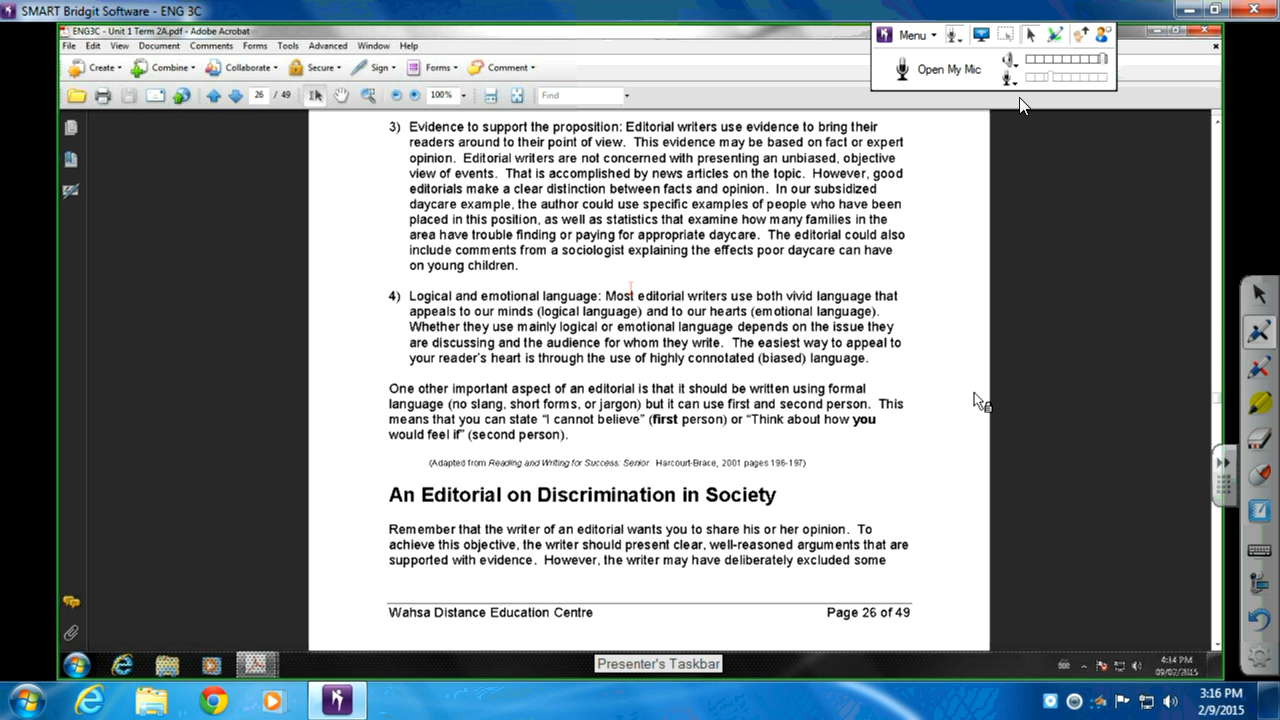 SMART Bridgit Software - ENG 3C
ENG3C - Unit 1 Term 2A.pdf - Adobe Acrobat
File Edit View Document Comments Forms Tools Advanced Window Help
Menu
Create Combine Collaborate Secure Sign Forms Comment
Open My Mic
26 / 49 100% Find
3) Evidence to support the proposition: Editorial writers use evidence to bring their
readers around to their point of view. This evidence may be based on fact or expert
opinion. Editorial writers are not concerned with presenting an unbiased, objective
view of events. That is accomplished by news articles on the topic. However, good
editorials make a clear distinction between facts and opinion. In our subsidized
daycare example, the author could use specific examples of people who have been
placed in this position, as well as statistics that examine how many families in the
area have trouble finding or paying for appropriate daycare. The editorial could also
include comments from a sociologist explaining the effects poor daycare can have
on young children.
4) Logical and emotional language: Most editorial writers use both vivid language that
appeals to our minds (logical language) and to our hearts (emotional language).
Whether they use mainly logical or emotional language depends on the issue they
are discussing and the audience for whom they write. The easiest way to appeal to
your reader's heart is through the use of highly connotated (biased) language.
One other important aspect of an editorial is that it should be written using formal
language (no slang, short forms, or jargon) but it can use first and second person. This
means that you can state “I cannot believe” (first person) or “Think about how you
would feel if” (second person).
(Adapted from Reading and Writing for Success: Senior. Harcourt-Brace, 2001 pages 196-197)
An Editorial on Discrimination in Society
Remember that the writer of an editorial wants you to share his or her opinion. To
achieve this objective, the writer should present clear, well-reasoned arguments that are
supported with evidence. However, the writer may have deliberately excluded some
Wahsa Distance Education Centre Page 26 of 49
Presenter's Taskbar
4:14 PM
09/02/2015
3:16 PM
2/9/2015